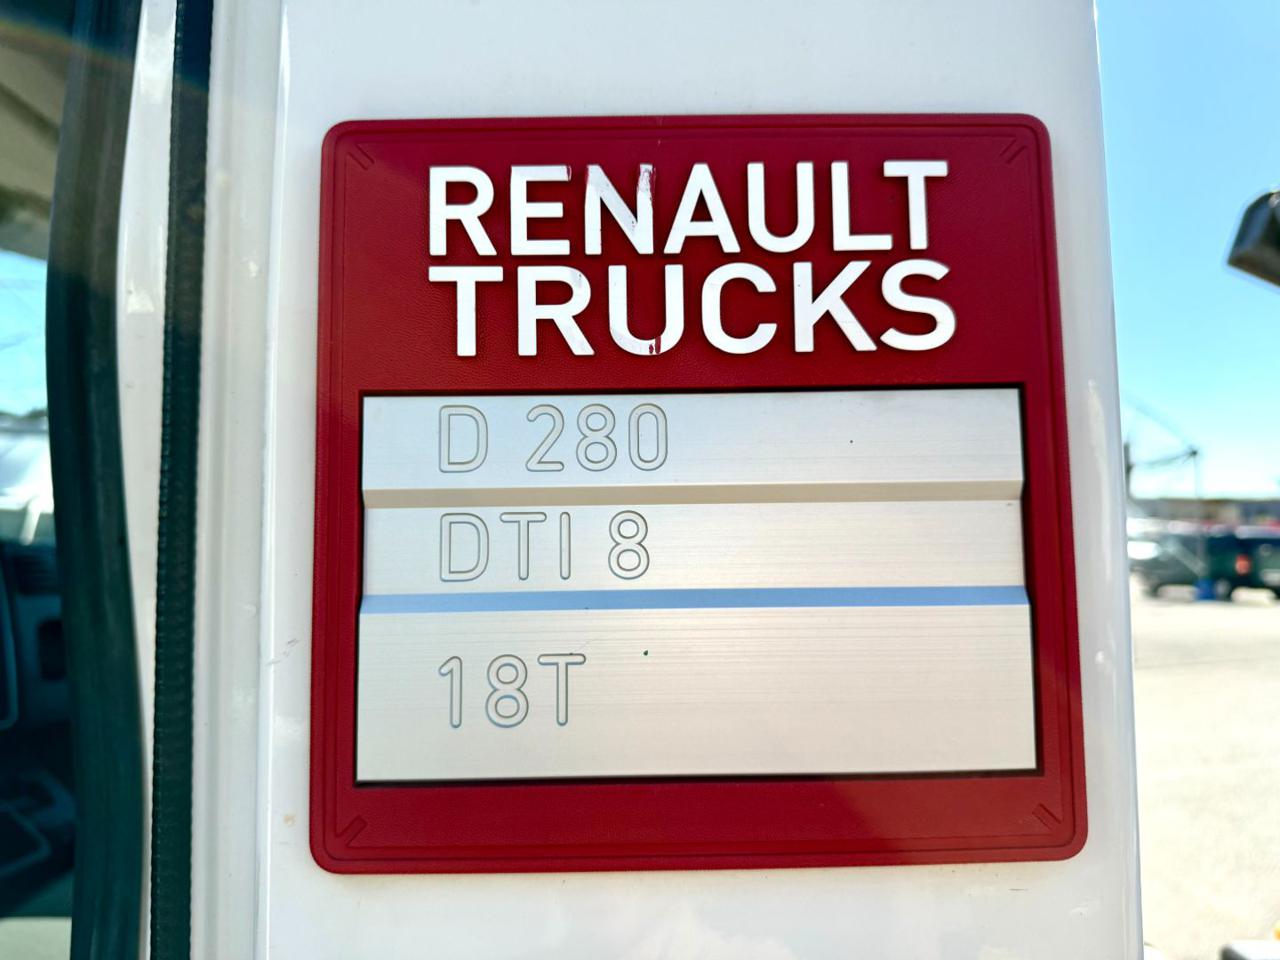 RENAULT
TRUCKS
D 280
DTI 8
18T